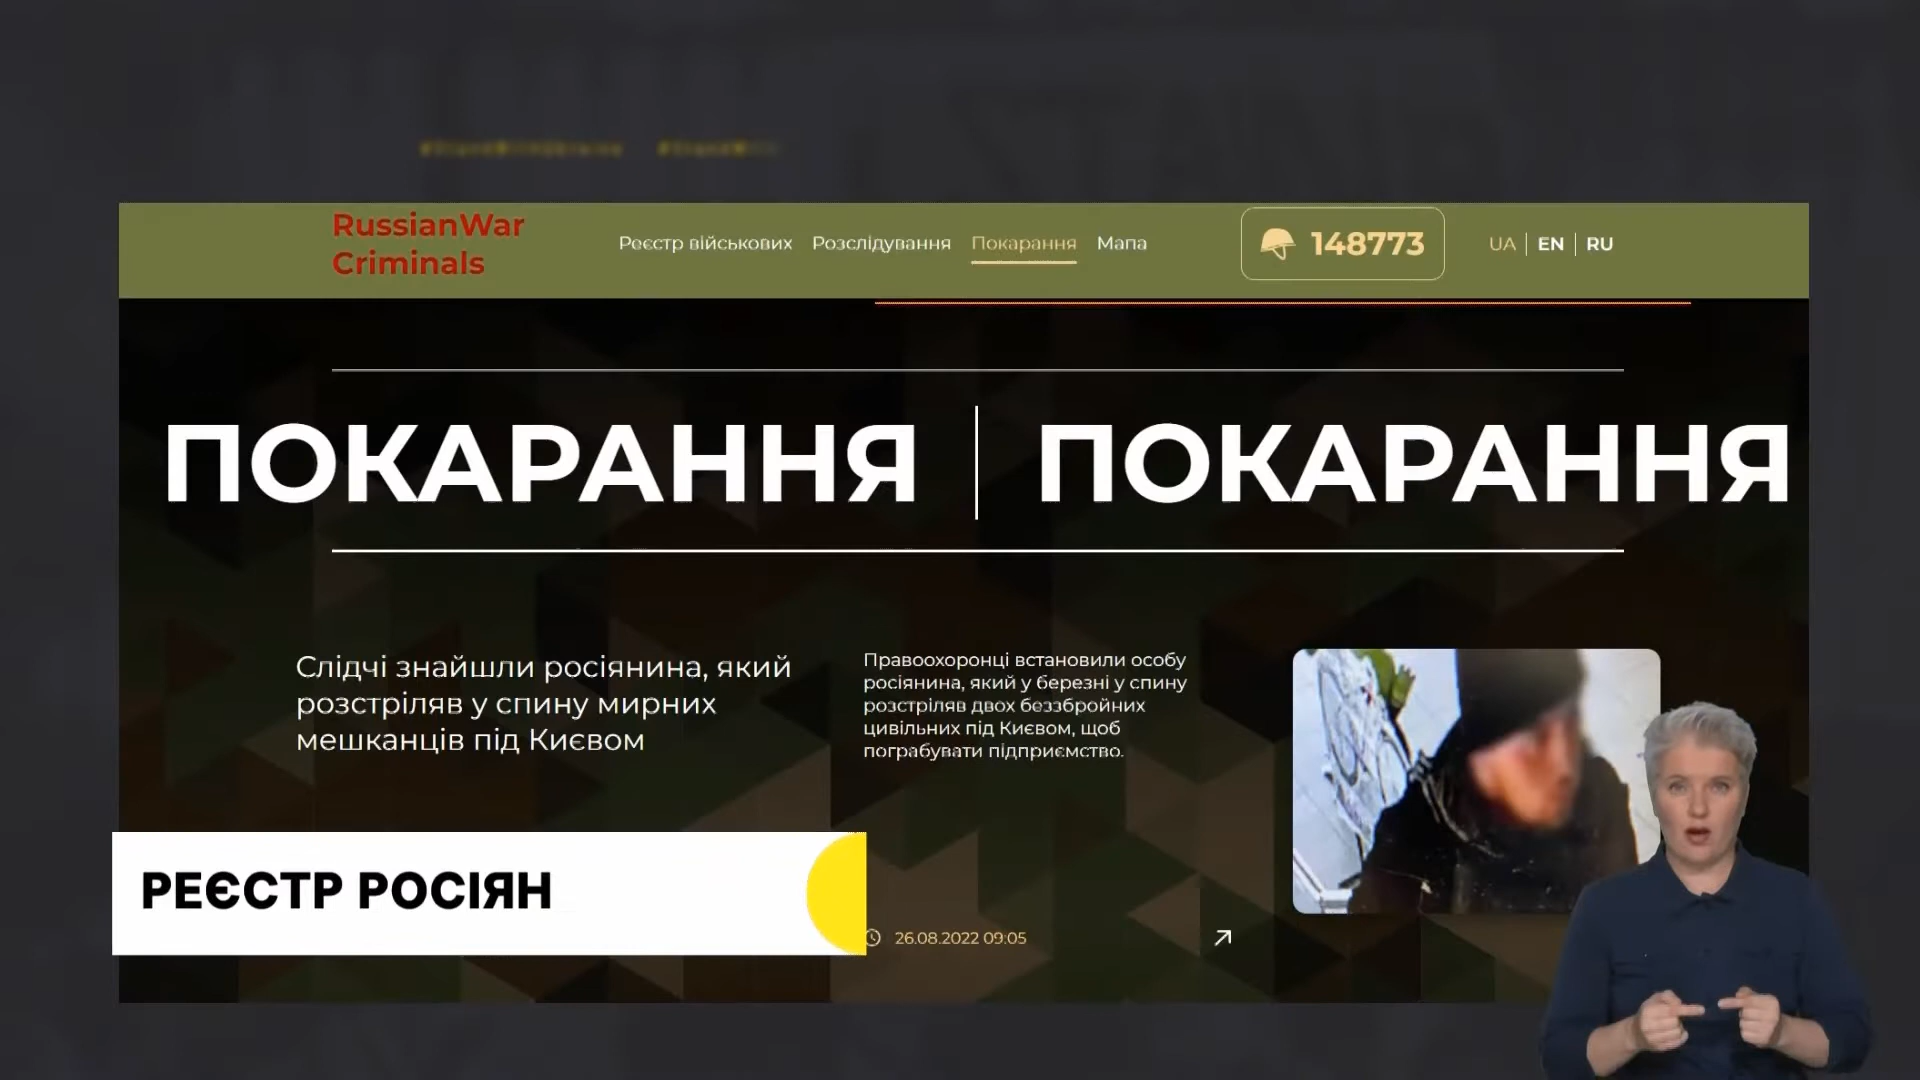 #StandWithUkraine #StandWith
RussianWar
Criminals
Реєстр військових Розслідування Покарання Мапа
148773
UA EN RU
ПОКАРАННЯ ПОКАРАННЯ
Слідчі знайшли росіянина, який
розстріляв у спину мирних
мешканців під Києвом
Правоохоронці встановили особу
росіянина, який у березні у спину
розстріляв двох беззбройних
цивільних під Києвом, щоб
пограбувати підприємство.
26.08.2022 09:05
РЕЄСТР РОСІЯН